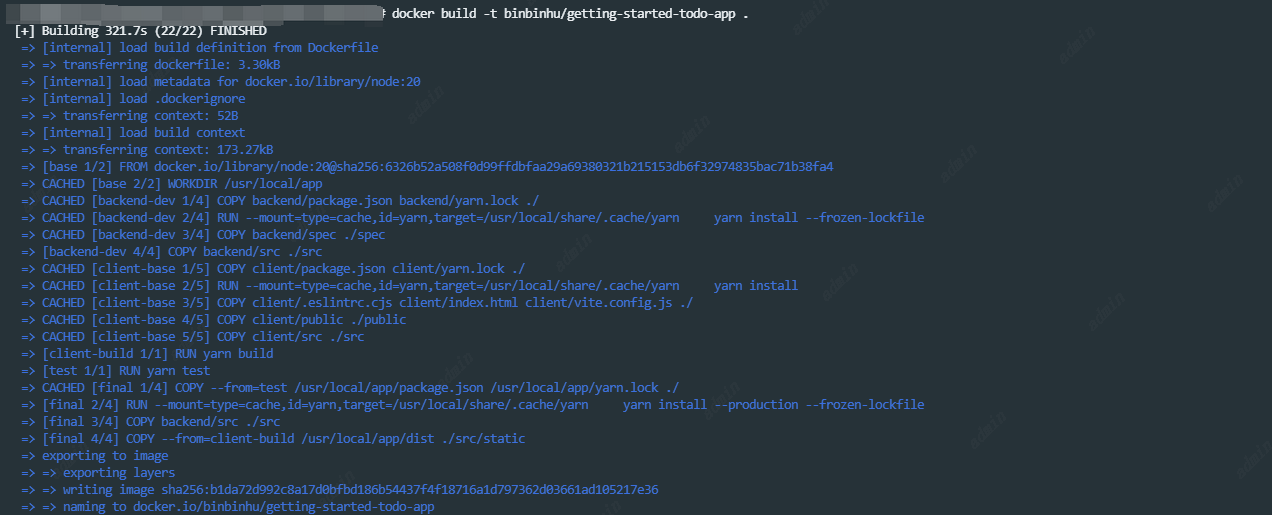 # docker build -t binbinhu/getting-started-todo-app .
[+] Building 321.7s (22/22) FINISHED
=> [internal] load build definition from Dockerfile
=> => transferring dockerfile: 3.30kB
=> [internal] load metadata for docker.io/library/node:20
=> [internal] load .dockerignore
=> => transferring context: 52B
=> [internal] load build context
=> => transferring context: 173.27kB
=> [base 1/2] FROM docker.io/library/node:20@sha256:6326b52a508f0d99ffdbfaa29a69380321b215153db6f32974835bac71b38fa4
=> CACHED [base 2/2] WORKDIR /usr/local/app
=> CACHED [backend-dev 1/4] COPY backend/package.json backend/yarn.lock ./
=> CACHED [backend-dev 2/4] RUN --mount=type=cache,id=yarn,target=/usr/local/share/.cache/yarn     yarn install --frozen-lockfile
=> CACHED [backend-dev 3/4] COPY backend/spec ./spec
=> [backend-dev 4/4] COPY backend/src ./src
=> CACHED [client-base 1/5] COPY client/package.json client/yarn.lock ./
=> CACHED [client-base 2/5] RUN --mount=type=cache,id=yarn,target=/usr/local/share/.cache/yarn     yarn install
=> CACHED [client-base 3/5] COPY client/.eslintrc.cjs client/index.html client/vite.config.js ./
=> CACHED [client-base 4/5] COPY client/public ./public
=> CACHED [client-base 5/5] COPY client/src ./src
=> [client-build 1/1] RUN yarn build
=> [test 1/1] RUN yarn test
=> CACHED [final 1/4] COPY --from=test /usr/local/app/package.json /usr/local/app/yarn.lock ./
=> [final 2/4] RUN --mount=type=cache,id=yarn,target=/usr/local/share/.cache/yarn     yarn install --production --frozen-lockfile
=> [final 3/4] COPY backend/src ./src
=> [final 4/4] COPY --from=client-build /usr/local/app/dist ./src/static
=> exporting to image
=> => exporting layers
=> => writing image sha256:b1da72d992c8a17d0bfbd186b54437f4f18716a1d797362d03661ad105217e36
=> => naming to docker.io/binbinhu/getting-started-todo-app